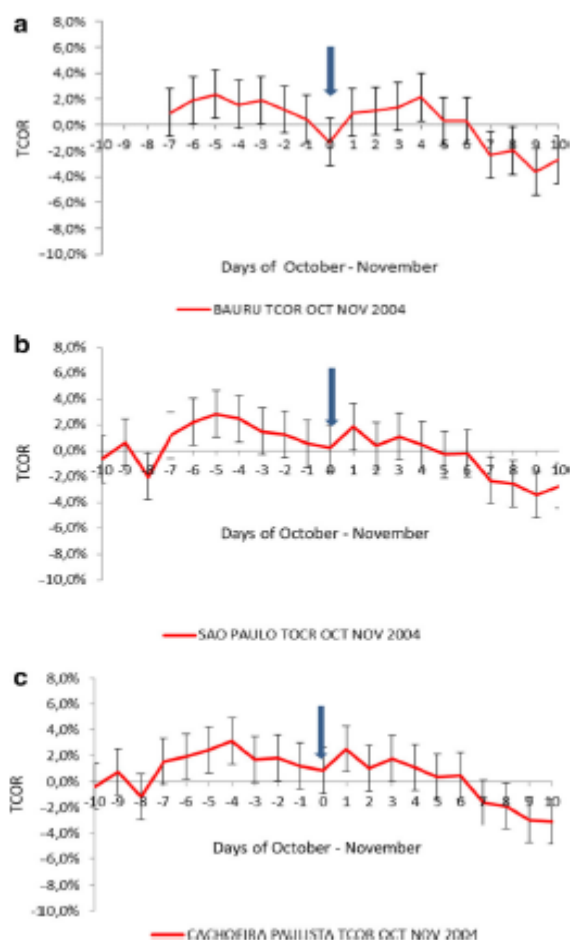 a
8,0%
6,0%
4,0%
2,0%
0,0%
-2,0%
-4,0%
-6,0%
-8,0%
-10,0%
TCOR
-10 -9 -8 -7 -6 -5 -4 -3 -2 -1 0 1 2 3 4 5 6 7 8 9 10
Days of October - November
BAURU TCOR OCT NOV 2004
b
8,0%
6,0%
4,0%
2,0%
0,0%
-2,0%
-4,0%
-6,0%
-8,0%
-10,0%
TCOR
-10 -9 -8 -7 -6 -5 -4 -3 -2 -1 0 1 2 3 4 5 6 7 8 9 10
Days of October - November
SAO PAULO TOCR OCT NOV 2004
c
8,0%
6,0%
4,0%
2,0%
0,0%
-2,0%
-4,0%
-6,0%
-8,0%
-10,0%
TCOR
-10 -9 -8 -7 -6 -5 -4 -3 -2 -1 0 1 2 3 4 5 6 7 8 9 10
Days of October - November
CACHOEIRA PAULISTA TCOR OCT NOV 2004